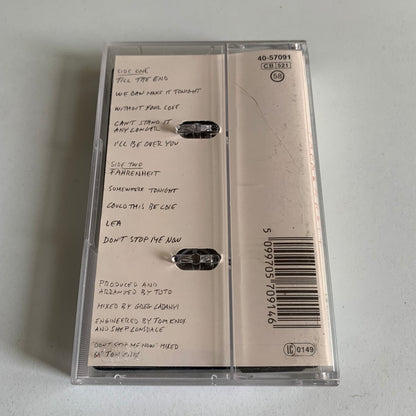 SIDE ONE
TILL THE END
WE CAN MAKE IT TONIGHT
WITHOUT YOUR LOVE
CAN'T STAND IT
ANY LONGER
I'LL BE OVER YOU
SIDE TWO
FAHRENHEIT
SOMEWHERE TONIGHT
COULD THIS BE LOVE
LEA
DON'T STOP ME NOW
PRODUCED AND
ARRANGED BY TOTO
MIXED BY GREG LADANYI
ENGINEERED BY TOM KNOX
AND SHEP LONSDALE
"DON'T STOP ME NOW" MIXED
BY TOM KNOX
40-57091
CB 521
58
5 099705 709146
LC 0149